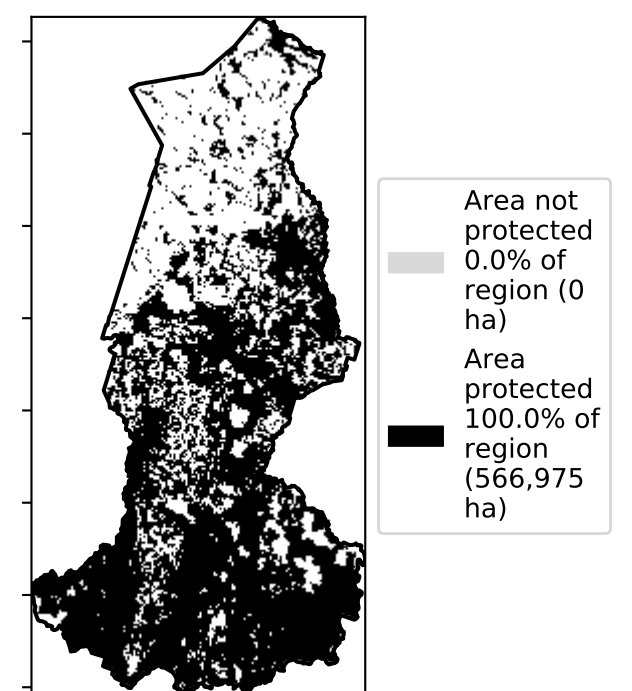 Area not
protected
0.0% of
region (0
ha)
Area
protected
100.0% of
region
(566,975
ha)